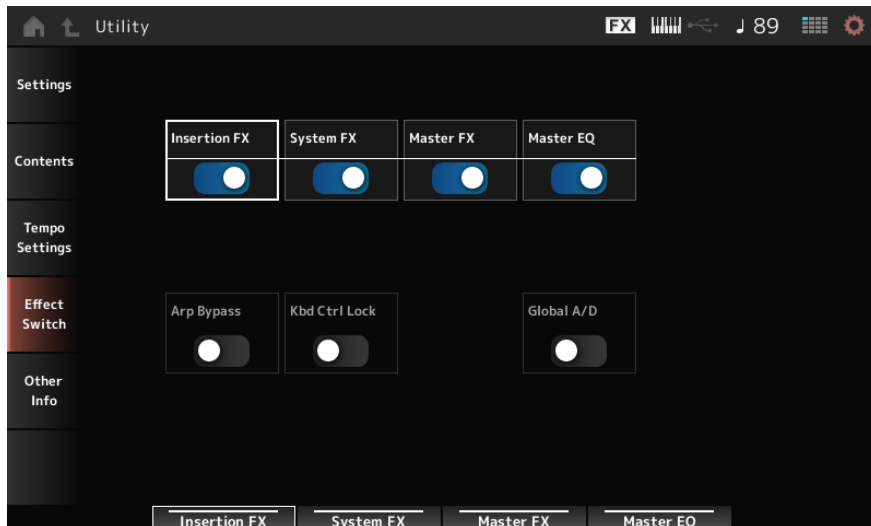 Utility
FX
89
Settings
Contents
Tempo
Settings
Effect
Switch
Other
Info
Insertion FX
System FX
Master FX
Master EQ
Arp Bypass
Kbd Ctrl Lock
Global A/D
Insertion FX
System FX
Master FX
Master EQ